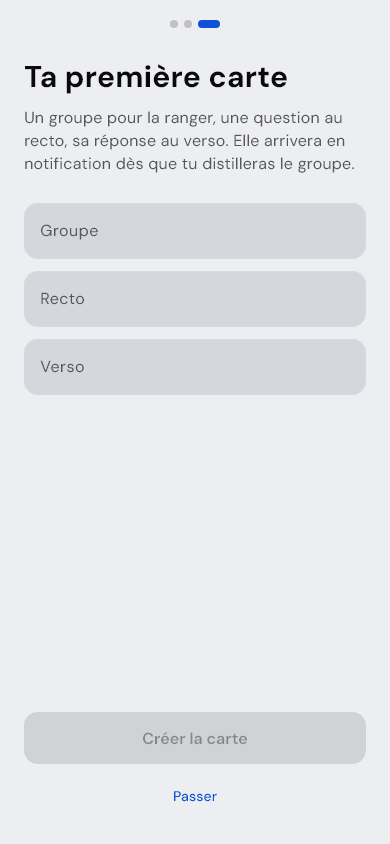 Ta première carte
Un groupe pour la ranger, une question au
recto, sa réponse au verso. Elle arrivera en
notification dès que tu distilleras le groupe.
Groupe
Recto
Verso
Créer la carte
Passer